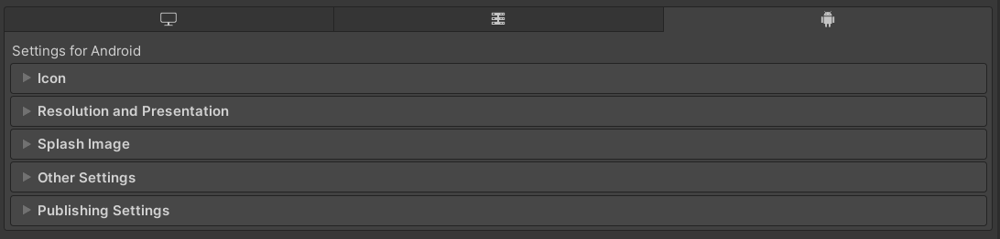 Settings for Android
Icon
Resolution and Presentation
Splash Image
Other Settings
Publishing Settings